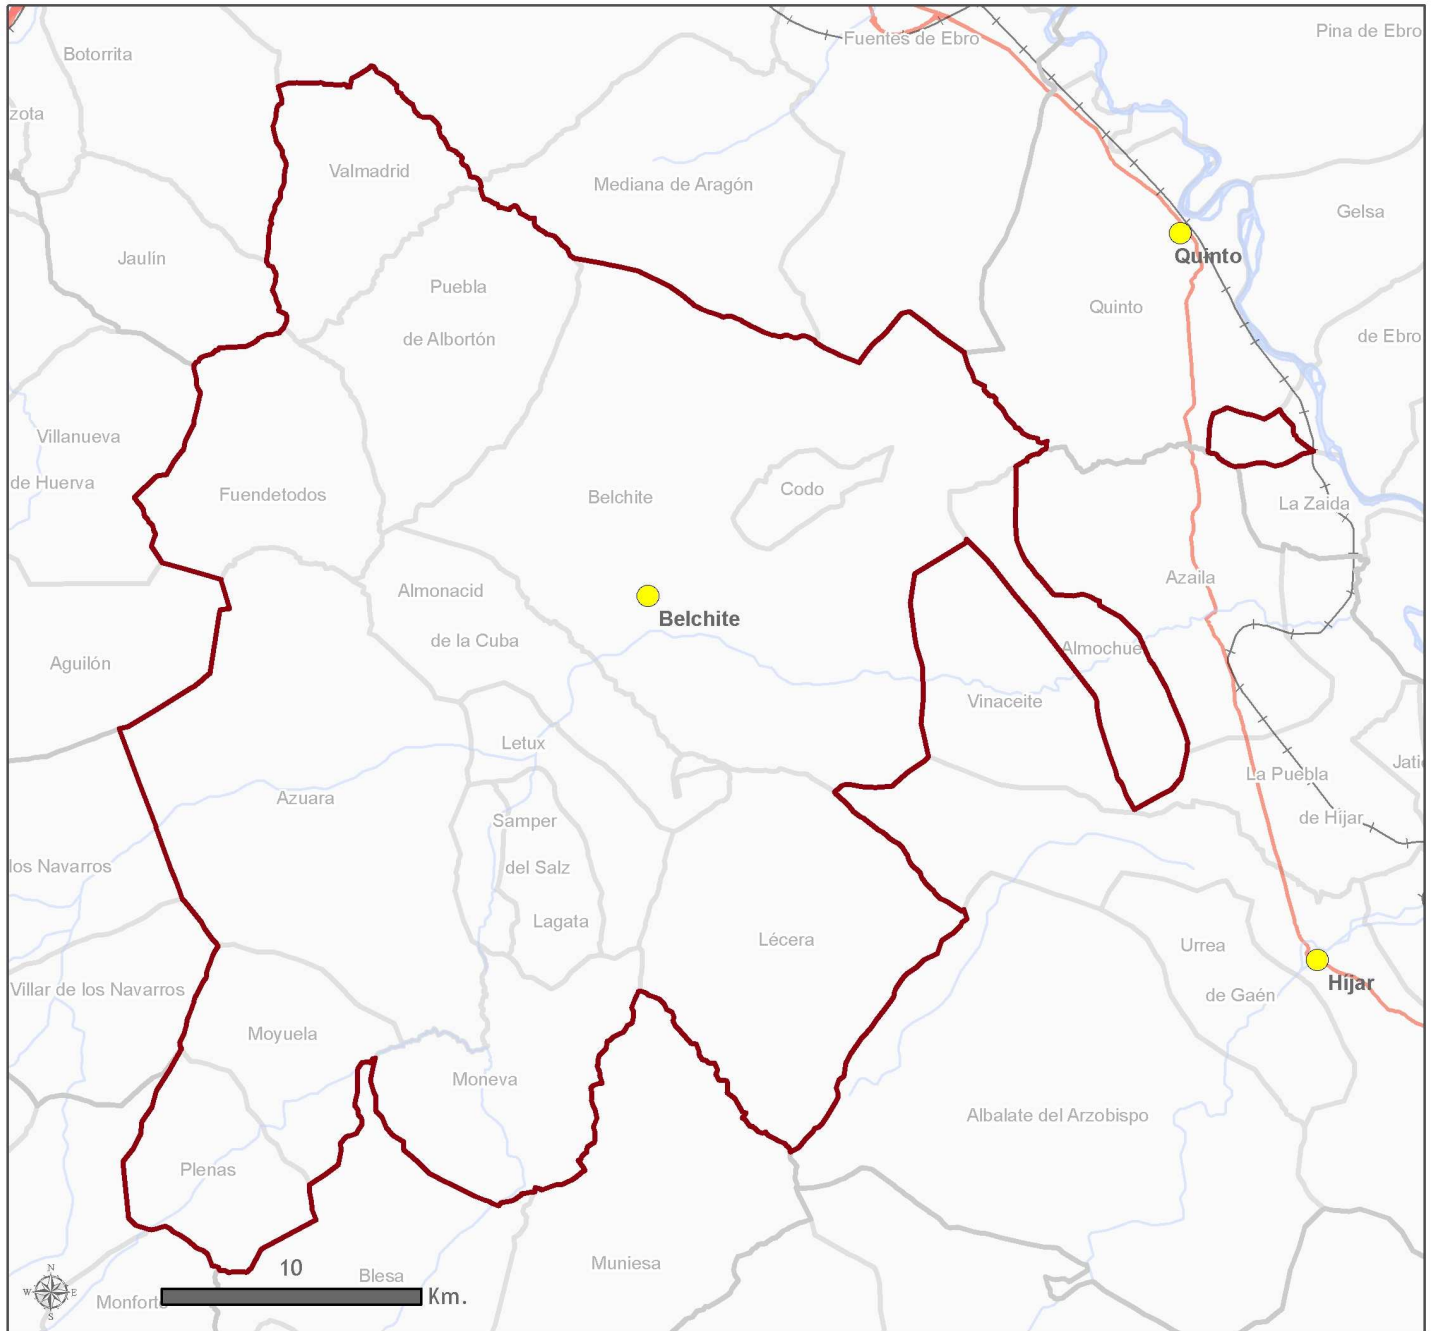 Pina de Ebro
Fuentes de Ebro
Botorrita
zota
Valmadrid
Mediana de Aragón
Gelsa
Quinto
Jaulín
Puebla
Quinto
de Albortón
de Ebro
Villanueva
de Huerva
Fuendetodos
Belchite
Codo
La Zaida
Azaila
Almonacid
de la Cuba
Belchite
Almochue
Aguilón
Vinaceite
Letux
La Puebla
Jati
Azuara
Samper
de Híjar
del Salz
los Navarros
Lagata
Lécera
Urrea
de Gaén
Híjar
Villar de los Navarros
Moyuela
Moneva
Albalate del Arzobispo
Plenas
Muniesa
Blesa
10
Km.
Monforte
N
W E
S